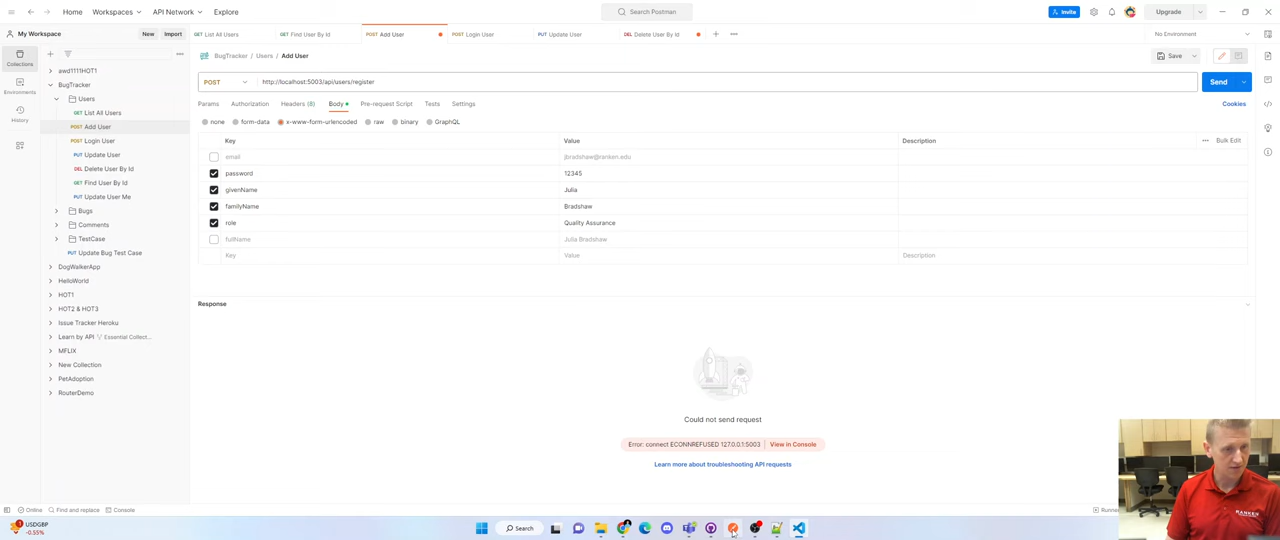 Home Workspaces API Network Explore Search Postman Invite Upgrade
My Workspace New Import List All Users Find User By Id POST Add User Login User Update User Delete User By Id No Environment
Collections
Environments
History
awd1111HOT1
BugTracker
Users
GET List All Users
POST Add User
POST Login User
PUT Update User
DEL Delete User By Id
GET Find User By Id
PUT Update User Me
Bugs
Comments
TestCase
PUT Update Bug Test Case
DogWalkerApp
HelloWorld
HOT1
HOT2 & HOT3
Issue Tracker Heroku
Learn by API Essential Collect...
MFLIX
New Collection
PetAdoption
RouterDemo
BugTracker / Users / Add User Save
POST http://localhost:5003/api/users/register Send
Params Authorization Headers (8) Body Pre-request Script Tests Settings Cookies
none form-data x-www-form-urlencoded raw binary GraphQL
Key Value Description Bulk Edit
email jbradshaw@ranken.edu
password 12345
givenName Julia
familyName Bradshaw
role Quality Assurance
fullName Julia Bradshaw
Key Value Description
Response
Could not send request
Error: connect ECONNREFUSED 127.0.0.1:5003 View in Console
Learn more about troubleshooting API requests
Online Find and replace Console
USDGBP
-0.55%
Search
RANKEN